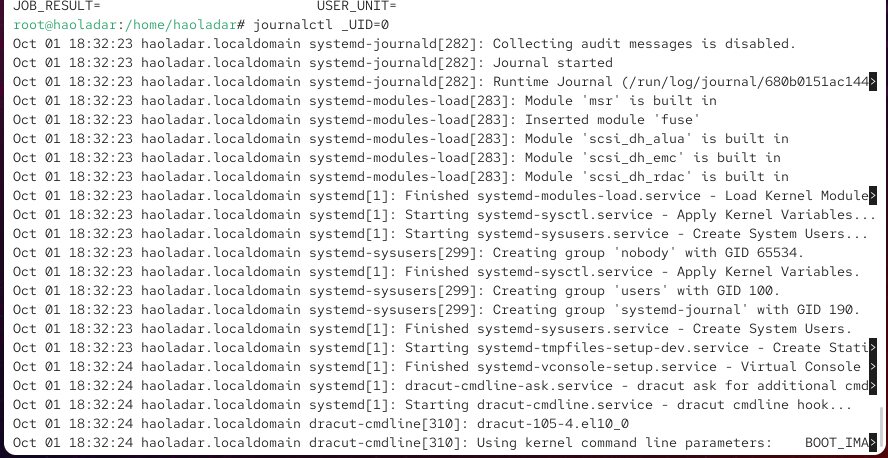 JOB_RESULT= USER_UNIT=
root@haoladar:/home/haoladar# journalctl _UID=0
Oct 01 18:32:23 haoladar.localdomain systemd-journald[282]: Collecting audit messages is disabled.
Oct 01 18:32:23 haoladar.localdomain systemd-journald[282]: Journal started
Oct 01 18:32:23 haoladar.localdomain systemd-journald[282]: Runtime Journal (/run/log/journal/680b0151ac144>
Oct 01 18:32:23 haoladar.localdomain systemd-modules-load[283]: Module 'msr' is built in
Oct 01 18:32:23 haoladar.localdomain systemd-modules-load[283]: Inserted module 'fuse'
Oct 01 18:32:23 haoladar.localdomain systemd-modules-load[283]: Module 'scsi_dh_alua' is built in
Oct 01 18:32:23 haoladar.localdomain systemd-modules-load[283]: Module 'scsi_dh_emc' is built in
Oct 01 18:32:23 haoladar.localdomain systemd-modules-load[283]: Module 'scsi_dh_rdac' is built in
Oct 01 18:32:23 haoladar.localdomain systemd[1]: Finished systemd-modules-load.service - Load Kernel Module>
Oct 01 18:32:23 haoladar.localdomain systemd[1]: Starting systemd-sysctl.service - Apply Kernel Variables...
Oct 01 18:32:23 haoladar.localdomain systemd[1]: Starting systemd-sysusers.service - Create System Users...
Oct 01 18:32:23 haoladar.localdomain systemd-sysusers[299]: Creating group 'nobody' with GID 65534.
Oct 01 18:32:23 haoladar.localdomain systemd[1]: Finished systemd-sysctl.service - Apply Kernel Variables.
Oct 01 18:32:23 haoladar.localdomain systemd-sysusers[299]: Creating group 'users' with GID 100.
Oct 01 18:32:23 haoladar.localdomain systemd-sysusers[299]: Creating group 'systemd-journal' with GID 190.
Oct 01 18:32:23 haoladar.localdomain systemd[1]: Finished systemd-sysusers.service - Create System Users.
Oct 01 18:32:23 haoladar.localdomain systemd[1]: Starting systemd-tmpfiles-setup-dev.service - Create Stati>
Oct 01 18:32:24 haoladar.localdomain systemd[1]: Finished systemd-vconsole-setup.service - Virtual Console >
Oct 01 18:32:24 haoladar.localdomain systemd[1]: dracut-cmdline-ask.service - dracut ask for additional cmd>
Oct 01 18:32:24 haoladar.localdomain systemd[1]: Starting dracut-cmdline.service - dracut cmdline hook...
Oct 01 18:32:24 haoladar.localdomain dracut-cmdline[310]: dracut-105-4.el10_0
Oct 01 18:32:24 haoladar.localdomain dracut-cmdline[310]: Using kernel command line parameters:    BOOT_IMA>